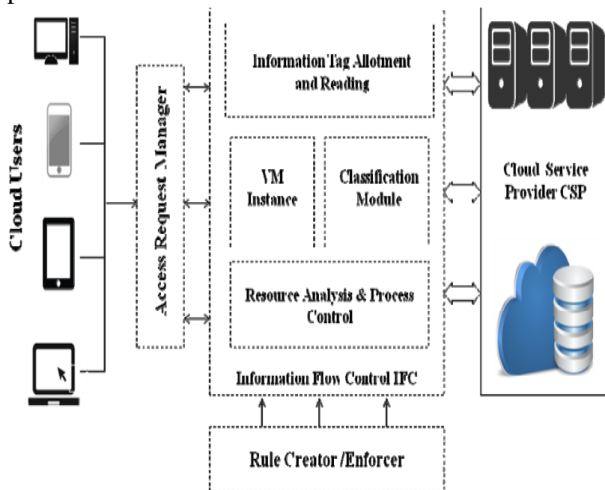 Cloud Users
Access Request Manager
Information Tag Allotment
and Reading
VM
Instance
Classification
Module
Resource Analysis & Process
Control
Information Flow Control IFC
Rule Creator /Enforcer
Cloud Service
Provider CSP